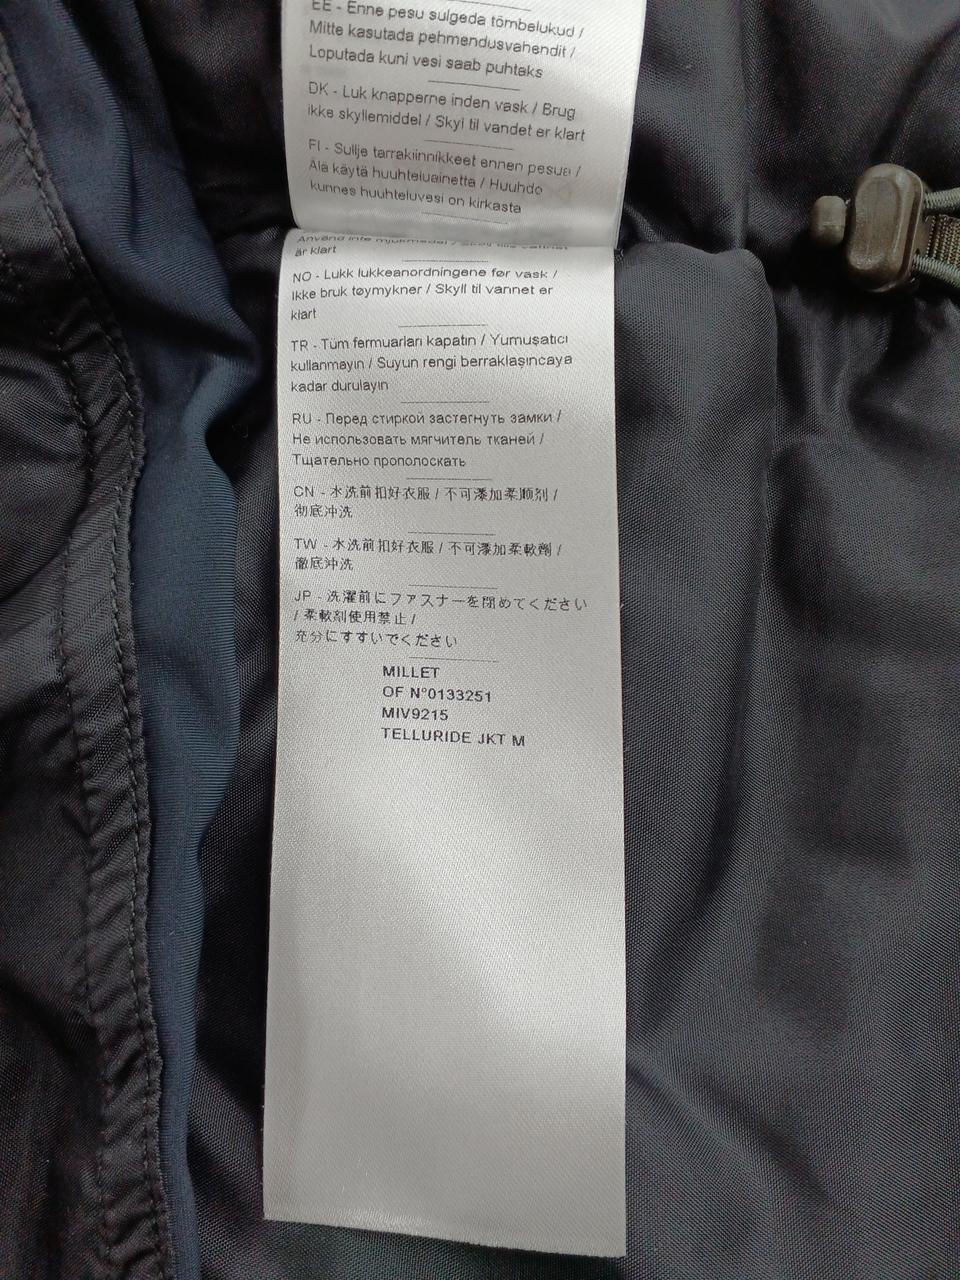 EE - Enne pesu sulgeda tõmbelukud /
Mitte kasutada pehmendusvahendit /
Loputada kuni vesi saab puhtaks
DK - Luk knapperne inden vask / Brug
ikke skyllemiddel / Skyl til vandet er klart
FI - Sullje tarrakiinnikkeet ennen pesua /
Älä käytä huuhteluainetta / Huuhdo
kunnes huuhteluvesi on kirkasta
är klart
NO - Lukk lukkeanordningene før vask /
Ikke bruk tøymykner / Skyll til vannet er
klart
TR - Tüm fermuarları kapatın / Yumuşatıcı
kullanmayın / Suyun rengi berraklaşıncaya
kadar durulayın
RU - Перед стиркой застегнуть замки /
Не использовать мягчитель тканей /
Тщательно прополоскать
CN - 水洗前扣好衣服 / 不可添加柔顺剂 /
彻底冲洗
TW - 水洗前扣好衣服 / 不可添加柔軟劑 /
徹底沖洗
JP - 洗濯前にファスナーを閉めてください
/ 柔軟剤使用禁止 /
充分にすすいでください
MILLET
OF N°0133251
MIV9215
TELLURIDE JKT M